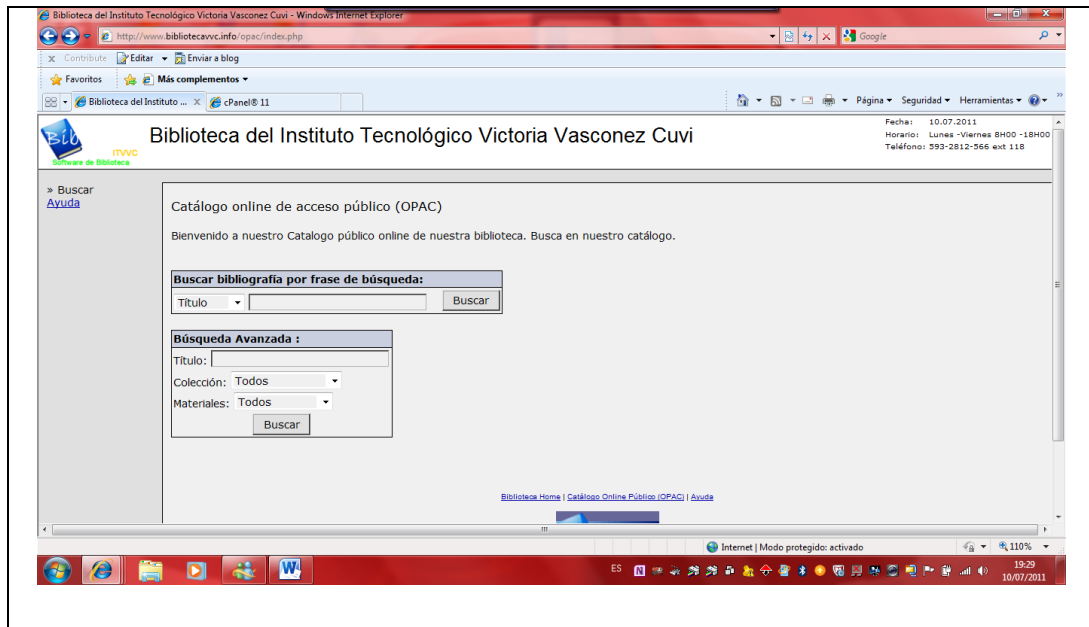 Biblioteca del Instituto Tecnológico Victoria Vasconez Cuvi - Windows Internet Explorer
http://www.bibliotecavvc.info/opac/index.php
Google
x Contribute Editar Enviar a blog
Favoritos Más complementos
Biblioteca del Instituto ... X cPanel® 11
Página Seguridad Herramientas
Bib
ITVVC
Software de Biblioteca
Biblioteca del Instituto Tecnológico Victoria Vasconez Cuvi
Fecha: 10.07.2011
Horario: Lunes -Viernes 8H00 -18H00
Teléfono: 593-2812-566 ext 118
» Buscar
Ayuda
Catálogo online de acceso público (OPAC)
Bienvenido a nuestro Catalogo público online de nuestra biblioteca. Busca en nuestro catálogo.
Buscar bibliografía por frase de búsqueda:
Título Buscar
Búsqueda Avanzada :
Título:
Colección: Todos
Materiales: Todos
Buscar
Biblioteca Home | Catálogo Online Público (OPAC) | Ayuda
Internet | Modo protegido: activado
110%
ES
19:29
10/07/2011